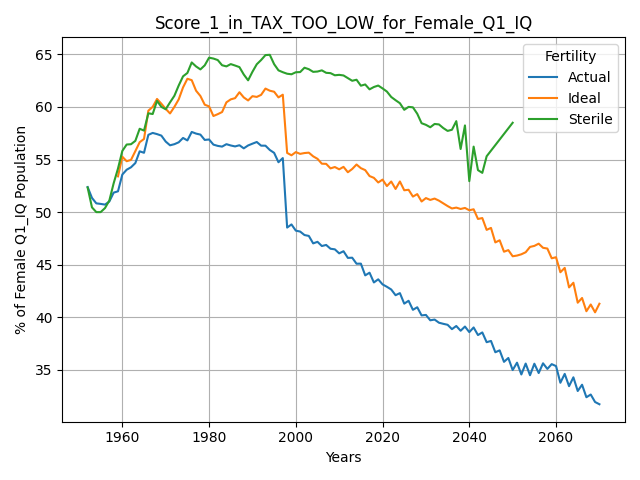 Score_1_in_TAX_TOO_LOW_for_Female_Q1_IQ
% of Female Q1_IQ Population
65
60
55
50
45
40
35
Fertility
Actual
Ideal
Sterile
1960 1980 2000 2020 2040 2060
Years